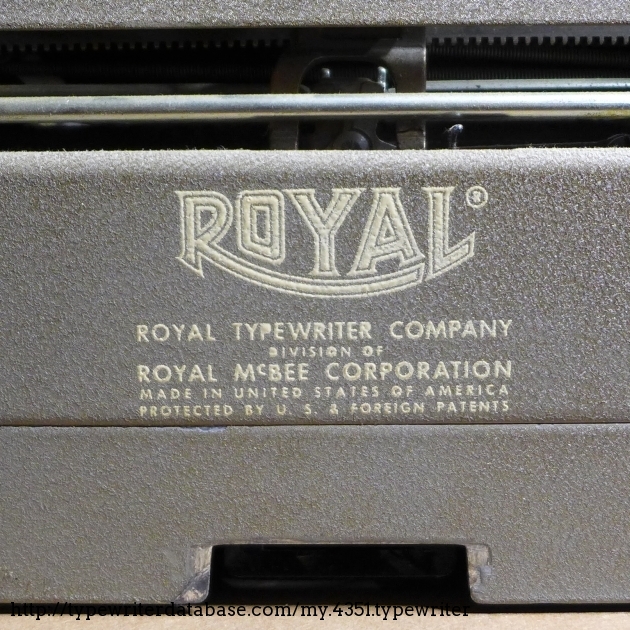 ROYAL®
ROYAL TYPEWRITER COMPANY
DIVISION OF
ROYAL McBEE CORPORATION
MADE IN UNITED STATES OF AMERICA
PROTECTED BY U. S. & FOREIGN PATENTS
http://typewriterdatabase.com/my.4351.typewriter